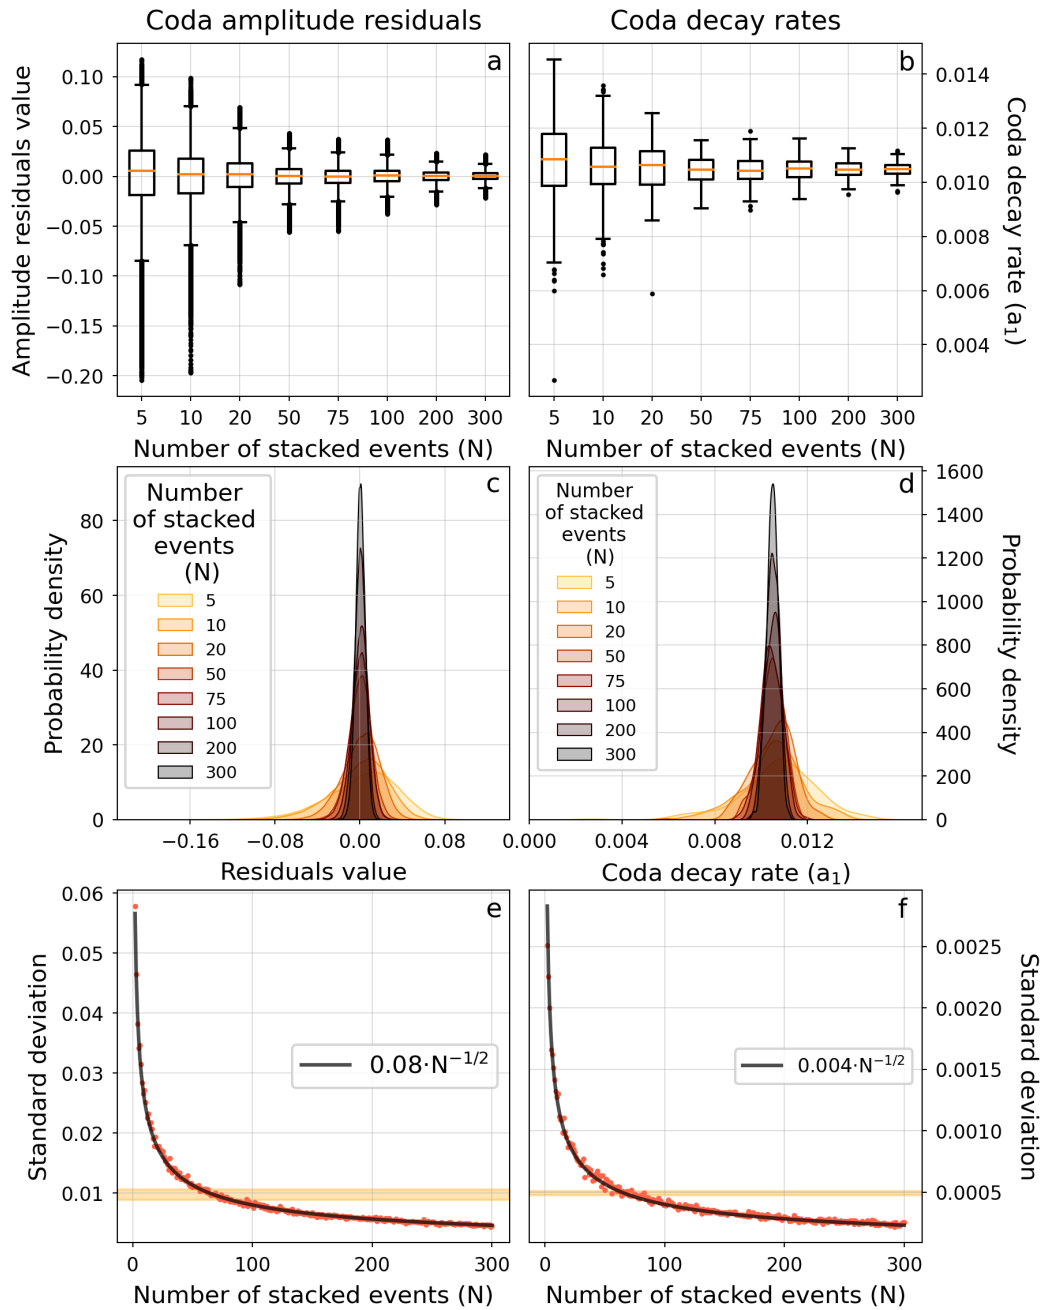 Coda amplitude residuals
Coda decay rates
a
b
0.10
0.05
0.00
−0.05
−0.10
−0.15
−0.20
Amplitude residuals value
0.014
0.012
0.010
0.008
0.006
0.004
Coda decay rate (a₁)
5 10 20 50 75 100 200 300
5 10 20 50 75 100 200 300
Number of stacked events (N)
Number of stacked events (N)
c
d
Number
of stacked
events
(N)
5
10
20
50
75
100
200
300
Number
of stacked
events
(N)
5
10
20
50
75
100
200
300
80
60
40
20
0
Probability density
1600
1400
1200
1000
800
600
400
200
0
Probability density
−0.16 −0.08 0.00 0.08
0.000 0.004 0.008 0.012
Residuals value
Coda decay rate (a₁)
e
f
0.06
0.05
0.04
0.03
0.02
0.01
Standard deviation
0.08·N⁻¹/²
0.004·N⁻¹/²
0.0025
0.0020
0.0015
0.0010
0.0005
Standard deviation
0 100 200 300
0 100 200 300
Number of stacked events (N)
Number of stacked events (N)